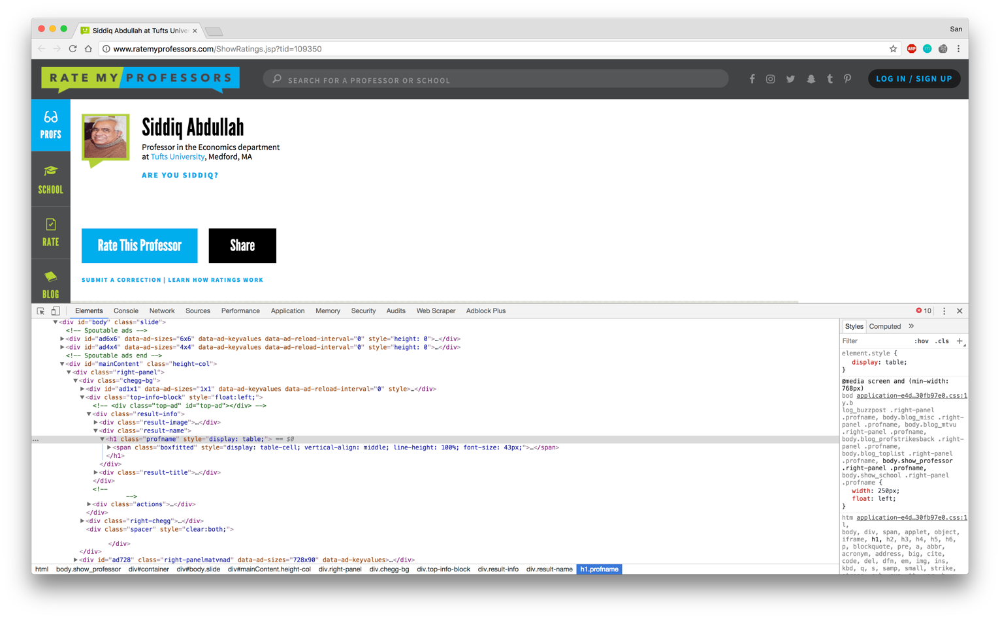 Siddiq Abdullah at Tufts Unive
San
www.ratemyprofessors.com/ShowRatings.jsp?tid=109350
ABP
RATE MY PROFESSORS
SEARCH FOR A PROFESSOR OR SCHOOL
LOG IN / SIGN UP
PROFS
SCHOOL
RATE
BLOG
Siddiq Abdullah
Professor in the Economics department
at Tufts University, Medford, MA
ARE YOU SIDDIQ?
Rate This Professor
Share
SUBMIT A CORRECTION | LEARN HOW RATINGS WORK
Elements Console Network Sources Performance Application Memory Security Audits Web Scraper Adblock Plus
10
<div id="body" class="slide">
<!-- Spoutable ads -->
<div id="ad6x6" data-ad-sizes="6x6" data-ad-keyvalues data-ad-reload-interval="0" style="height: 0">…</div>
<div id="ad4x4" data-ad-sizes="4x4" data-ad-keyvalues data-ad-reload-interval="0" style="height: 0">…</div>
<!-- Spoutable ads end -->
<div id="mainContent" class="height-col">
<div class="right-panel">
<div class="chegg-bg">
<div id="ad1x1" data-ad-sizes="1x1" data-ad-keyvalues data-ad-reload-interval="0" style>…</div>
<div class="top-info-block" style="float:left;">
<!-- <div class="top-ad" id="top-ad"></div> -->
<div class="result-info">
<div class="result-image">…</div>
<div class="result-name">
… <h1 class="profname" style="display: table;"> == $0
<span class="boxfitted" style="display: table-cell; vertical-align: middle; line-height: 100%; font-size: 43px;">…</span>
</h1>
</div>
<div class="result-title">…</div>
</div>
<!--
-->
<div class="actions">…</div>
</div>
<div class="right-chegg">…</div>
<div class="spacer" style="clear:both;">
</div>
</div>
<div id="ad728" class="right-panelmatvnad" data-ad-sizes="728x90" data-ad-keyvalues>…</div>
html body.show_professor div#container div#body.slide div#mainContent.height-col div.right-panel div.chegg-bg div.top-info-block div.result-info div.result-name h1.profname
Styles Computed »
Filter :hov .cls +
element.style {
display: table;
}
@media screen and (min-width:
768px)
bod application-e4d…30fb97e0.css:1
y.b
log_buzzpost .right-panel
.profname, body.blog_misc .right-
panel .profname, body.blog_mtvu
.right-panel .profname,
body.blog_profstrikesback .right-
panel .profname,
body.blog_toplist .right-panel
.profname, body.show_professor
.right-panel .profname,
body.show_school .right-panel
.profname {
width: 250px;
float: left;
}
htm application-e4d…30fb97e0.css:1
l,
body, div, span, applet, object,
iframe, h1, h2, h3, h4, h5, h6,
p, blockquote, pre, a, abbr,
acronym, address, big, cite,
code, del, dfn, em, img, ins,
kbd, q, s, samp, small, strike,